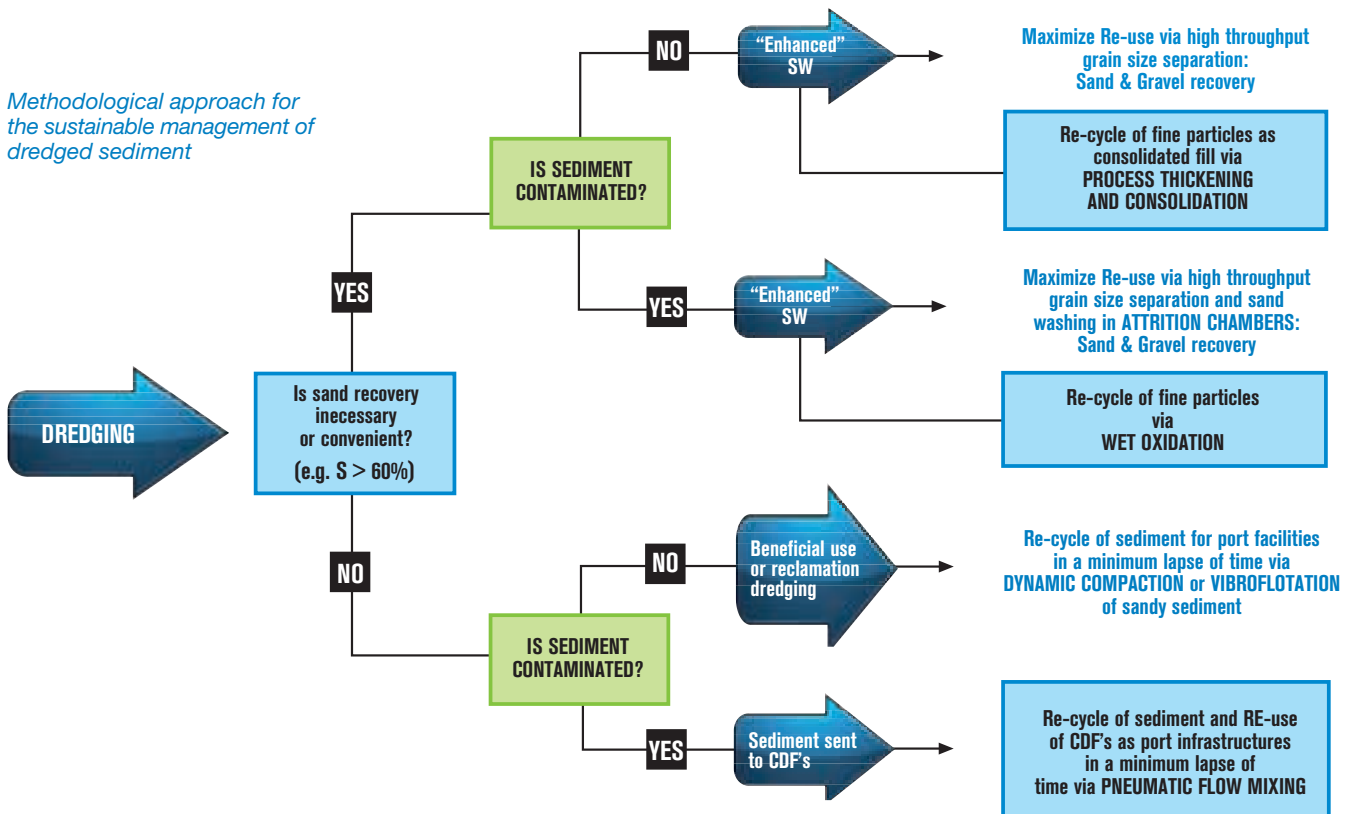 Methodological approach for
the sustainable management of
dredged sediment
DREDGING
Is sand recovery
inecessary
or convenient?
(e.g. S > 60%)
YES
IS SEDIMENT
CONTAMINATED?
NO
“Enhanced”
SW
Maximize Re-use via high throughput
grain size separation:
Sand & Gravel recovery
Re-cycle of fine particles as
consolidated fill via
PROCESS THICKENING
AND CONSOLIDATION
YES
“Enhanced”
SW
Maximize Re-use via high throughput
grain size separation and sand
washing in ATTRITION CHAMBERS:
Sand & Gravel recovery
Re-cycle of fine particles
via
WET OXIDATION
NO
IS SEDIMENT
CONTAMINATED?
NO
Beneficial use
or reclamation
dredging
Re-cycle of sediment for port facilities
in a minimum lapse of time via
DYNAMIC COMPACTION or VIBROFLOTATION
of sandy sediment
YES
Sediment sent
to CDF's
Re-cycle of sediment and RE-use
of CDF's as port infrastructures
in a minimum lapse of
time via PNEUMATIC FLOW MIXING